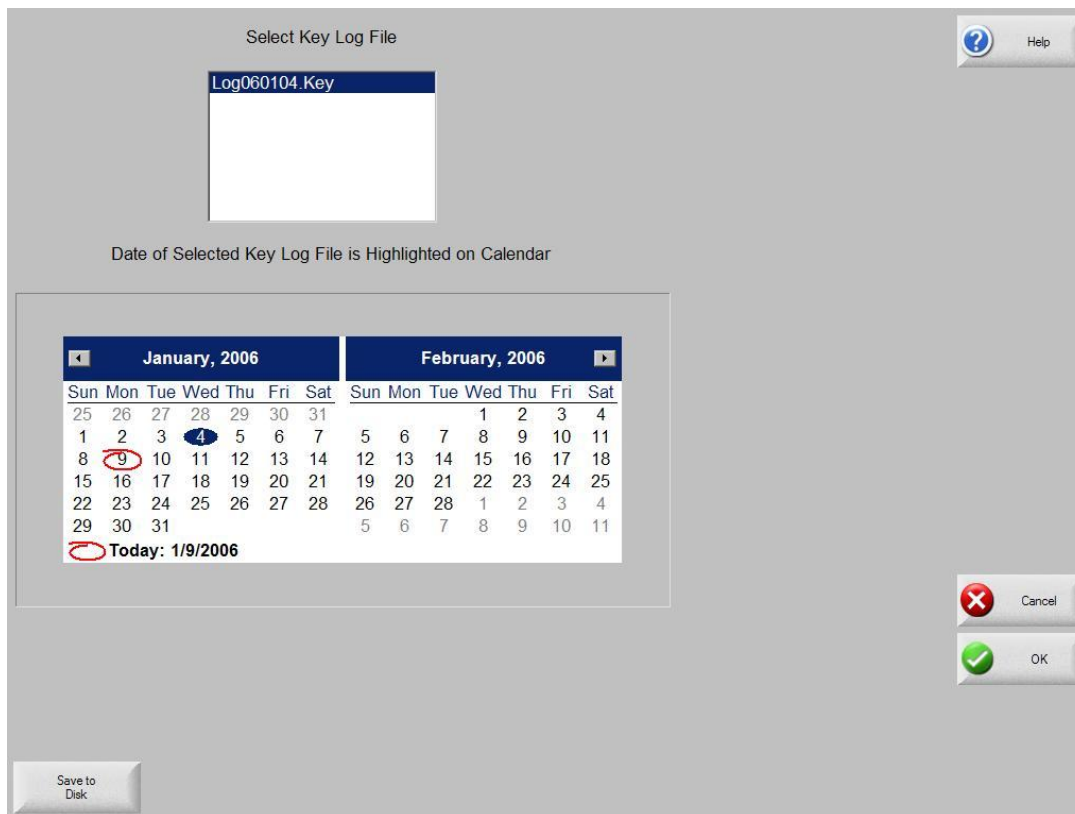 Select Key Log File
Help
Log060104.Key
Date of Selected Key Log File is Highlighted on Calendar
January, 2006
February, 2006
Sun Mon Tue Wed Thu Fri Sat Sun Mon Tue Wed Thu Fri Sat
25 26 27 28 29 30 31 1 2 3 4
1 2 3 4 5 6 7 5 6 7 8 9 10 11
8 9 10 11 12 13 14 12 13 14 15 16 17 18
15 16 17 18 19 20 21 19 20 21 22 23 24 25
22 23 24 25 26 27 28 26 27 28 1 2 3 4
29 30 31 5 6 7 8 9 10 11
Today: 1/9/2006
Cancel
OK
Save to
Disk